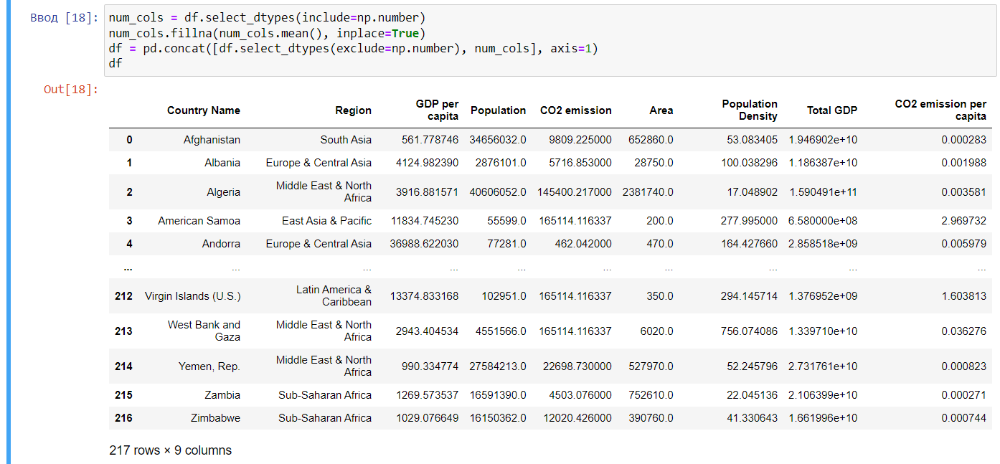 Ввод [18]: num_cols = df.select_dtypes(include=np.number)
num_cols.fillna(num_cols.mean(), inplace=True)
df = pd.concat([df.select_dtypes(exclude=np.number), num_cols], axis=1)
df
Out[18]:
Country Name Region GDP per capita Population CO2 emission Area Population Density Total GDP CO2 emission per capita
0 Afghanistan South Asia 561.778746 34656032.0 9809.225000 652860.0 53.083405 1.946902e+10 0.000283
1 Albania Europe & Central Asia 4124.982390 2876101.0 5716.853000 28750.0 100.038296 1.186387e+10 0.001988
2 Algeria Middle East & North Africa 3916.881571 40606052.0 145400.217000 2381740.0 17.048902 1.590491e+11 0.003581
3 American Samoa East Asia & Pacific 11834.745230 55599.0 165114.116337 200.0 277.995000 6.580000e+08 2.969732
4 Andorra Europe & Central Asia 36988.622030 77281.0 462.042000 470.0 164.427660 2.858518e+09 0.005979
... ... ... ... ... ... ... ... ... ...
212 Virgin Islands (U.S.) Latin America & Caribbean 13374.833168 102951.0 165114.116337 350.0 294.145714 1.376952e+09 1.603813
213 West Bank and Gaza Middle East & North Africa 2943.404534 4551566.0 165114.116337 6020.0 756.074086 1.339710e+10 0.036276
214 Yemen, Rep. Middle East & North Africa 990.334774 27584213.0 22698.730000 527970.0 52.245796 2.731761e+10 0.000823
215 Zambia Sub-Saharan Africa 1269.573537 16591390.0 4503.076000 752610.0 22.045136 2.106399e+10 0.000271
216 Zimbabwe Sub-Saharan Africa 1029.076649 16150362.0 12020.426000 390760.0 41.330643 1.661996e+10 0.000744
217 rows × 9 columns